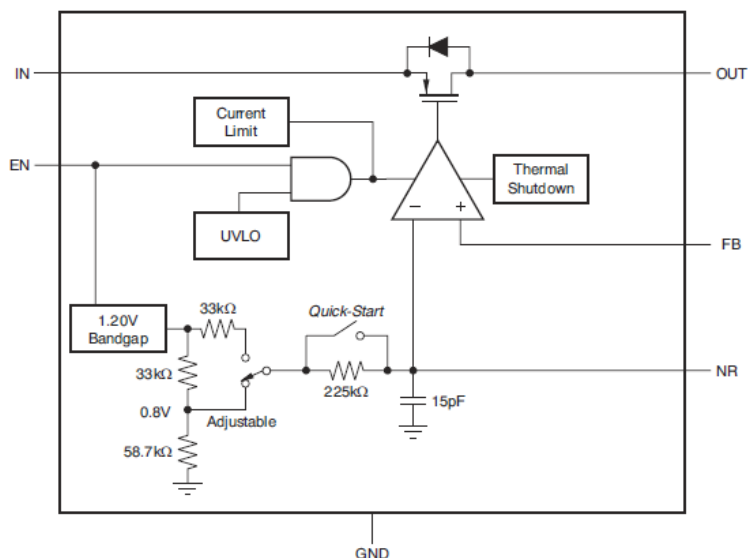 IN
OUT
Current
Limit
EN
Thermal
Shutdown
−
+
UVLO
FB
33kΩ
Quick-Start
1.20V
Bandgap
NR
33kΩ
225kΩ
15pF
0.8V
Adjustable
58.7kΩ
GND